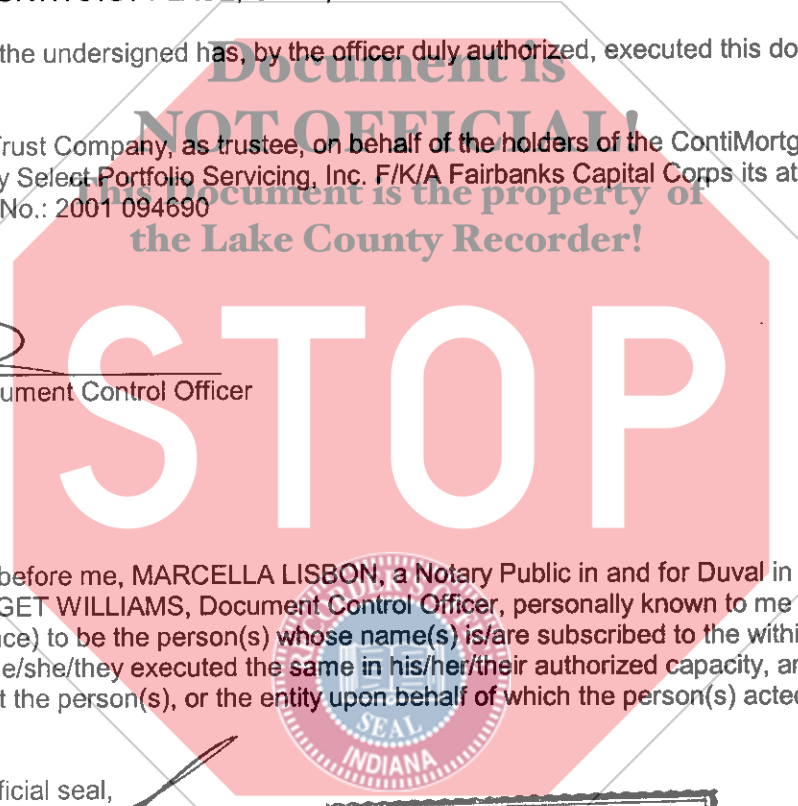 the undersigned has, by the officer duly authorized, executed this do
Document is
NOT OFFICIAL!
Trust Company, as trustee, on behalf of the holders of the ContiMortg
y Select Portfolio Servicing, Inc. F/K/A Fairbanks Capital Corps its at
This Document is the property of
No.: 2001 094690
the Lake County Recorder!
STOP
ument Control Officer
before me, MARCELLA LISBON, a Notary Public in and for Duval in
GET WILLIAMS, Document Control Officer, personally known to me
nce) to be the person(s) whose name(s) is/are subscribed to the withi
e/she/they executed the same in his/her/their authorized capacity, an
t the person(s), or the entity upon behalf of which the person(s) acted
SEAL
INDIANA
ficial seal,